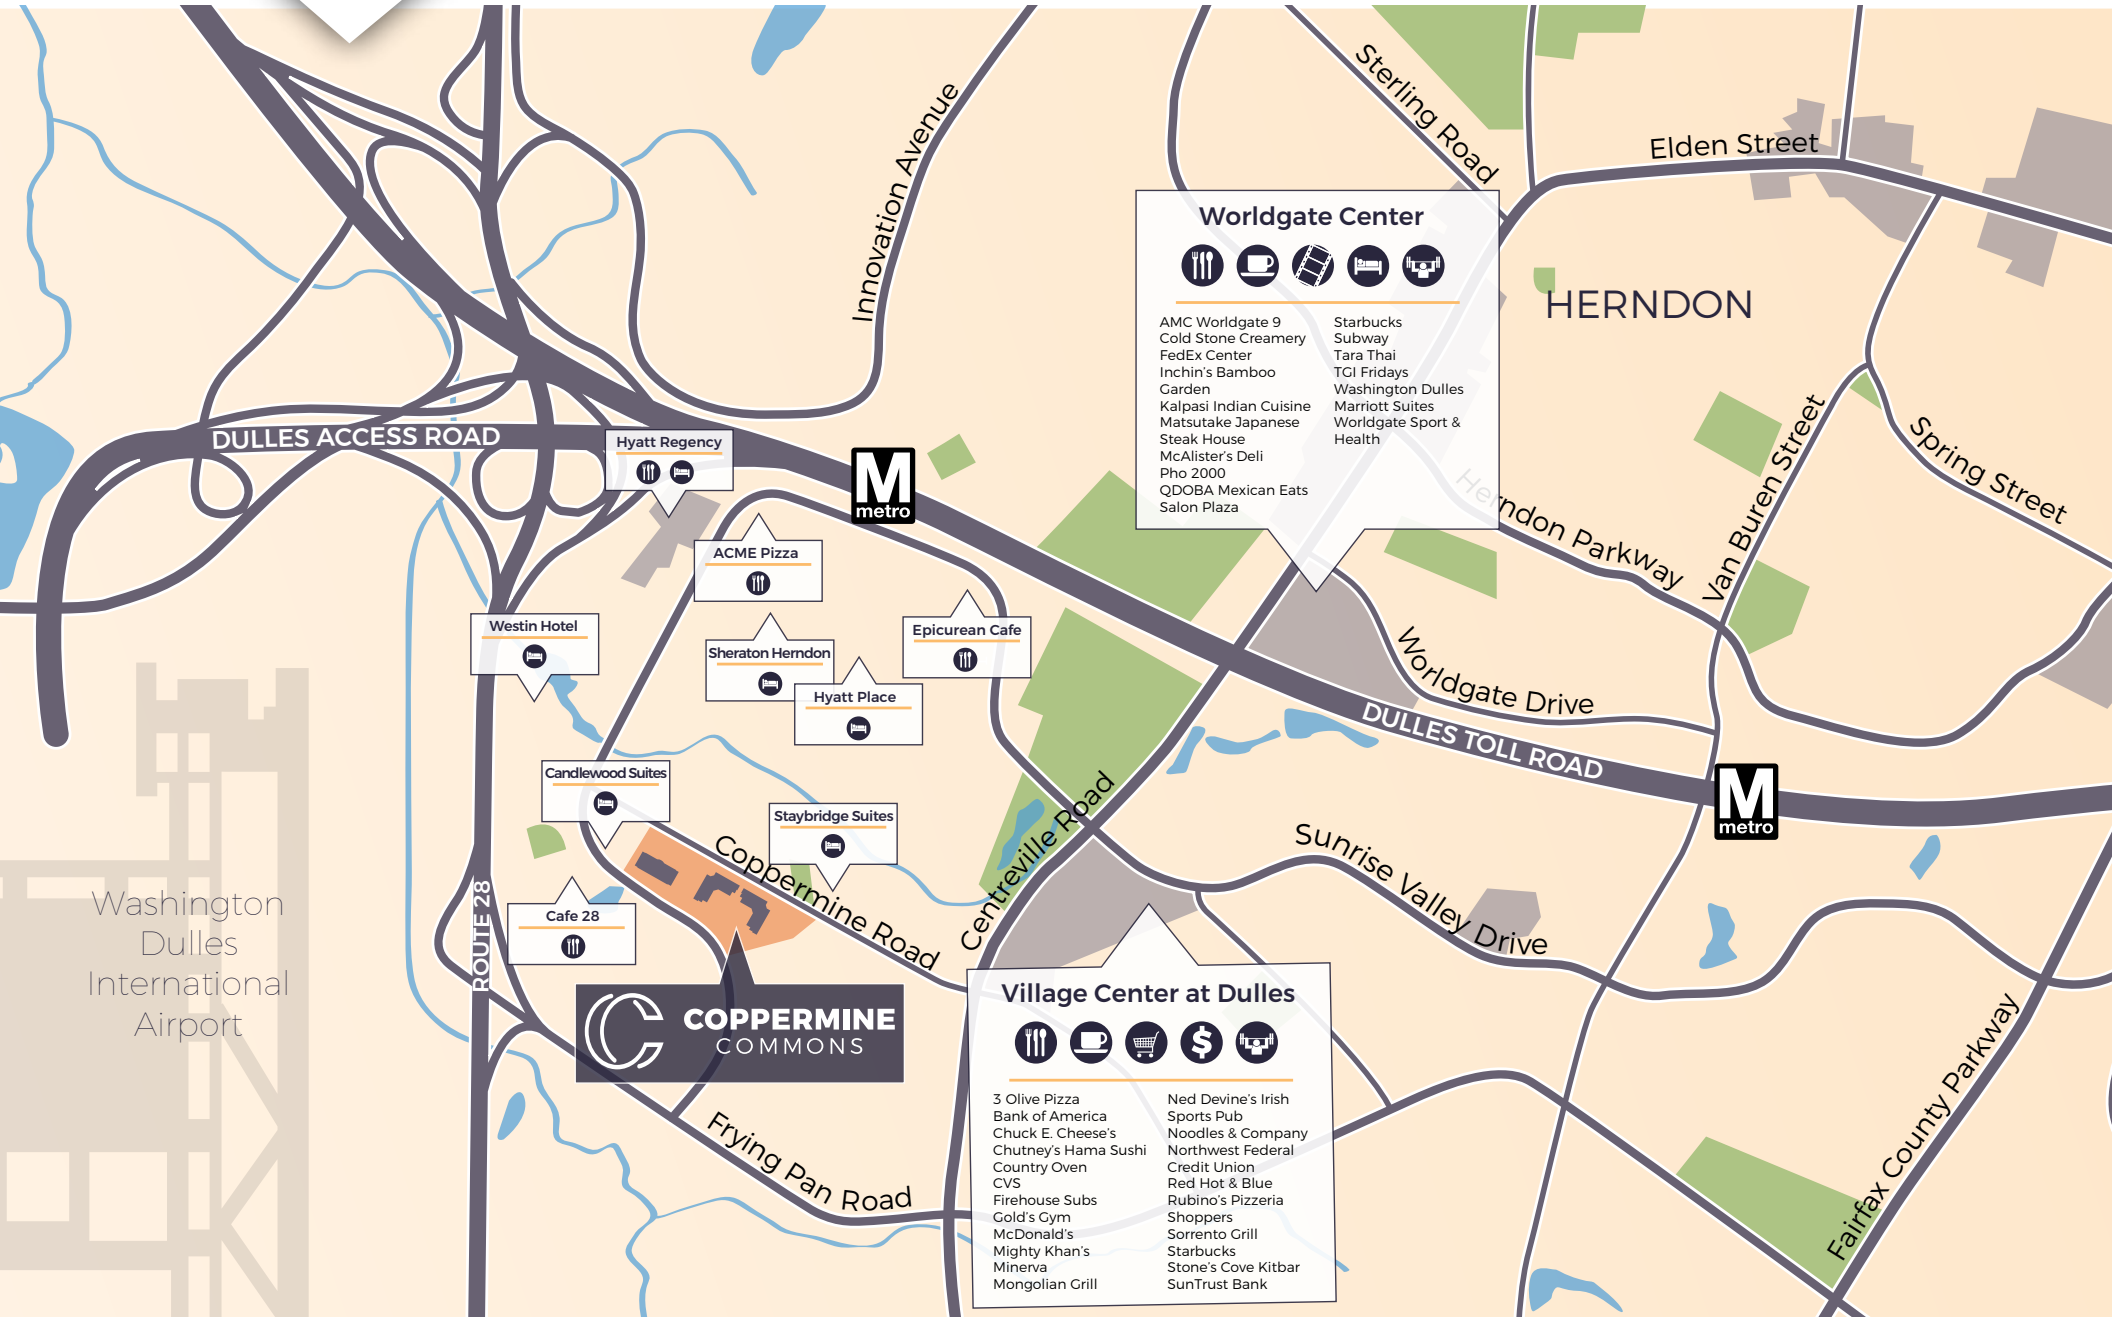 Sterling Road
Elden Street
Innovation Avenue
Worldgate Center
AMC Worldgate 9
Cold Stone Creamery
FedEx Center
Inchin's Bamboo
Garden
Kalpasi Indian Cuisine
Matsutake Japanese
Steak House
McAlister's Deli
Pho 2000
QDOBA Mexican Eats
Salon Plaza
Starbucks
Subway
Tara Thai
TGI Fridays
Washington Dulles
Marriott Suites
Worldgate Sport &
Health
HERNDON
DULLES ACCESS ROAD
Hyatt Regency
M
metro
Herndon Parkway
Van Buren Street
Spring Street
ACME Pizza
Westin Hotel
Sheraton Herndon
Epicurean Cafe
Hyatt Place
Worldgate Drive
DULLES TOLL ROAD
M
metro
Candlewood Suites
Staybridge Suites
Coppermine Road
Centreville Road
Sunrise Valley Drive
Washington
Dulles
International
Airport
ROUTE 28
Cafe 28
COPPERMINE
COMMONS
Village Center at Dulles
$
3 Olive Pizza
Bank of America
Chuck E. Cheese's
Chutney's Hama Sushi
Country Oven
CVS
Firehouse Subs
Gold's Gym
McDonald's
Mighty Khan's
Minerva
Mongolian Grill
Ned Devine's Irish
Sports Pub
Noodles & Company
Northwest Federal
Credit Union
Red Hot & Blue
Rubino's Pizzeria
Shoppers
Sorrento Grill
Starbucks
Stone's Cove Kitbar
SunTrust Bank
Frying Pan Road
Fairfax County Parkway